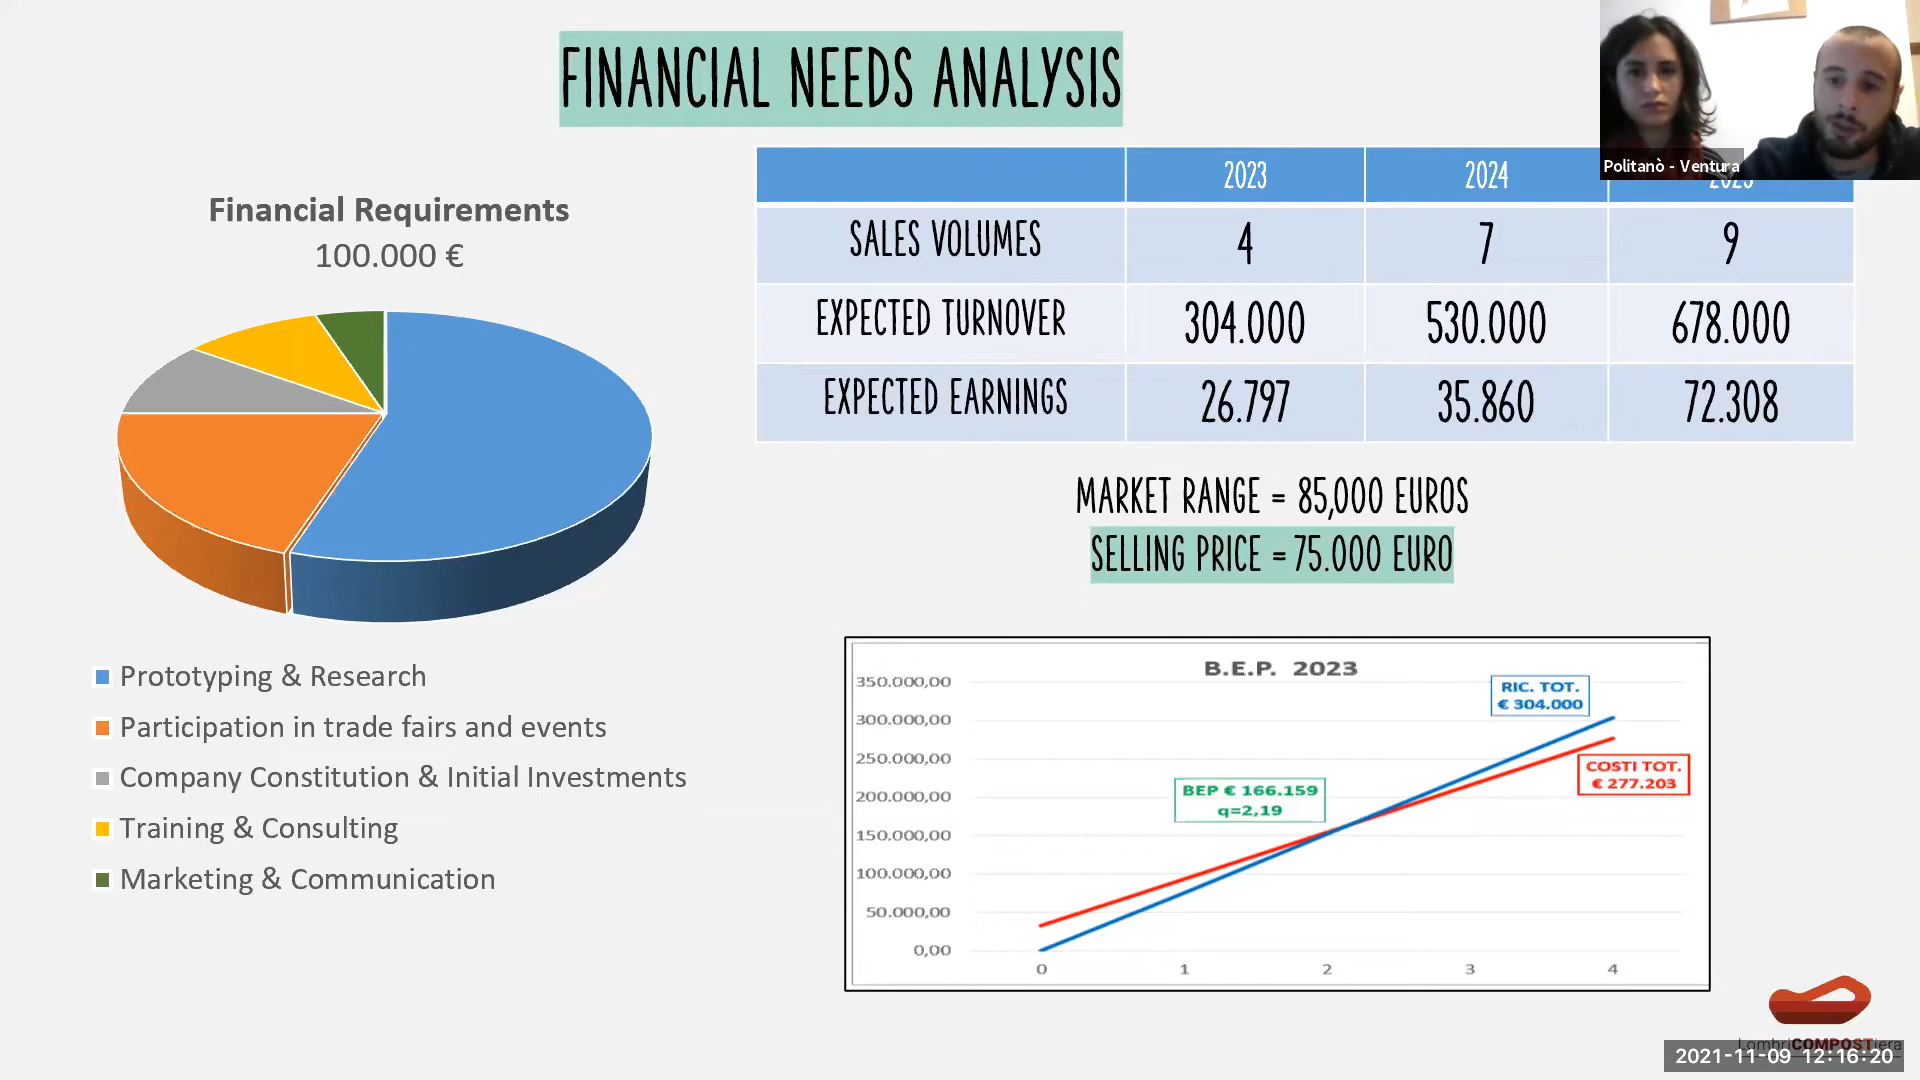 FINANCIAL NEEDS ANALYSIS
Politanò - Ventura
Financial Requirements
100.000 €
Prototyping & Research
Participation in trade fairs and events
Company Constitution & Initial Investments
Training & Consulting
Marketing & Communication
2023 2024 2025
SALES VOLUMES 4 7 9
EXPECTED TURNOVER 304.000 530.000 678.000
EXPECTED EARNINGS 26.797 35.860 72.308
MARKET RANGE = 85,000 EUROS
SELLING PRICE = 75.000 EURO
B.E.P. 2023
350.000,00
300.000,00
250.000,00
200.000,00
150.000,00
100.000,00
50.000,00
0,00
0 1 2 3 4
RIC. TOT.
€ 304.000
COSTI TOT.
€ 277.203
BEP € 166.159
q=2,19
LombriCOMPOSTiera
2021-11-09 12:16:20